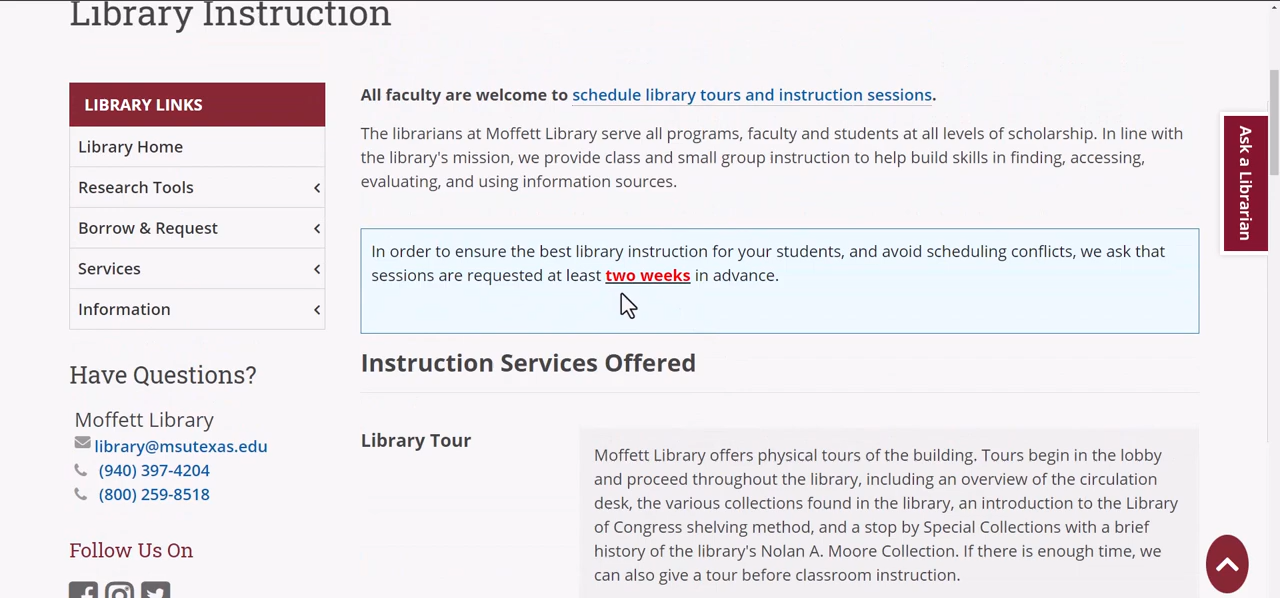 Library Instruction
LIBRARY LINKS
Library Home
Research Tools
Borrow & Request
Services
Information
Have Questions?
Moffett Library
library@msutexas.edu
(940) 397-4204
(800) 259-8518
Follow Us On
All faculty are welcome to schedule library tours and instruction sessions.
The librarians at Moffett Library serve all programs, faculty and students at all levels of scholarship. In line with
the library's mission, we provide class and small group instruction to help build skills in finding, accessing,
evaluating, and using information sources.
In order to ensure the best library instruction for your students, and avoid scheduling conflicts, we ask that
sessions are requested at least two weeks in advance.
Instruction Services Offered
Library Tour
Moffett Library offers physical tours of the building. Tours begin in the lobby
and proceed throughout the library, including an overview of the circulation
desk, the various collections found in the library, an introduction to the Library
of Congress shelving method, and a stop by Special Collections with a brief
history of the library's Nolan A. Moore Collection. If there is enough time, we
can also give a tour before classroom instruction.
Ask a Librarian